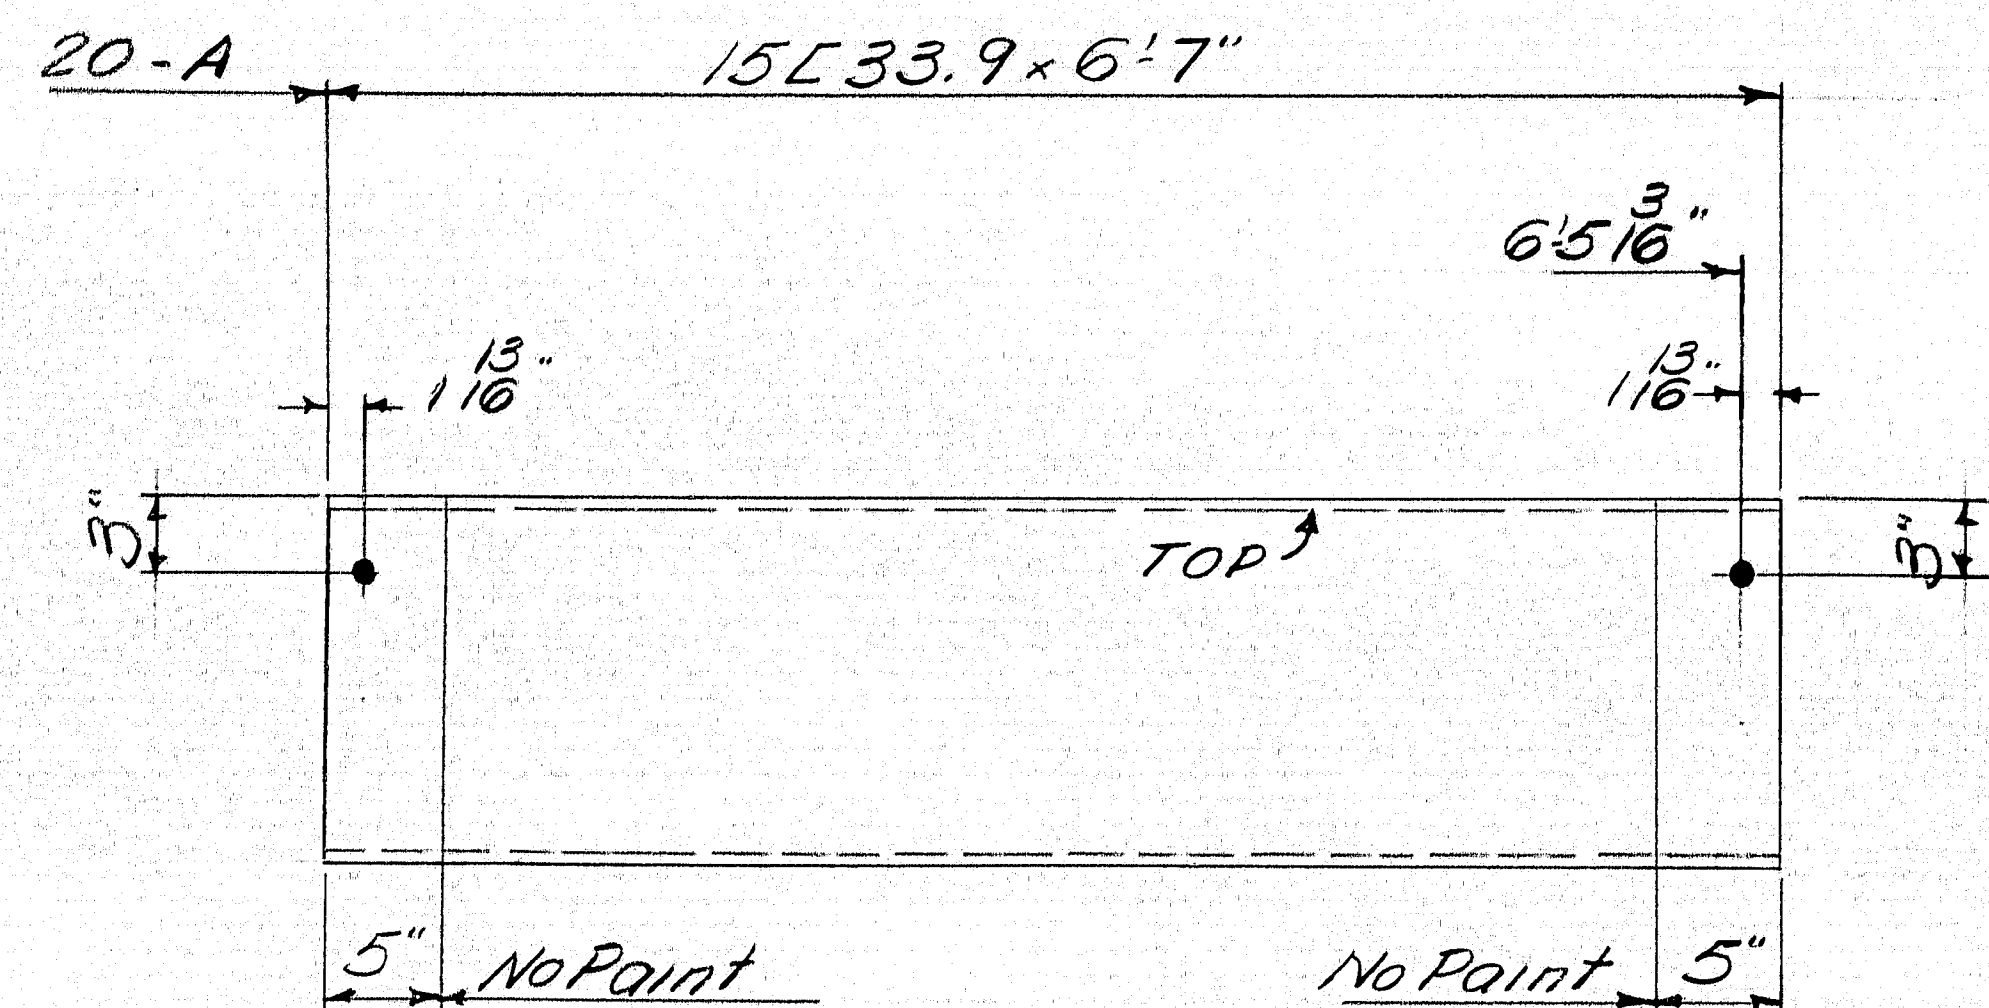 20-A
15[33.9 x 6'-7"
6'-5 3/16"
1 13/16"
1 13/16"
3"
3"
TOP
5"
No Paint
No Paint
5"